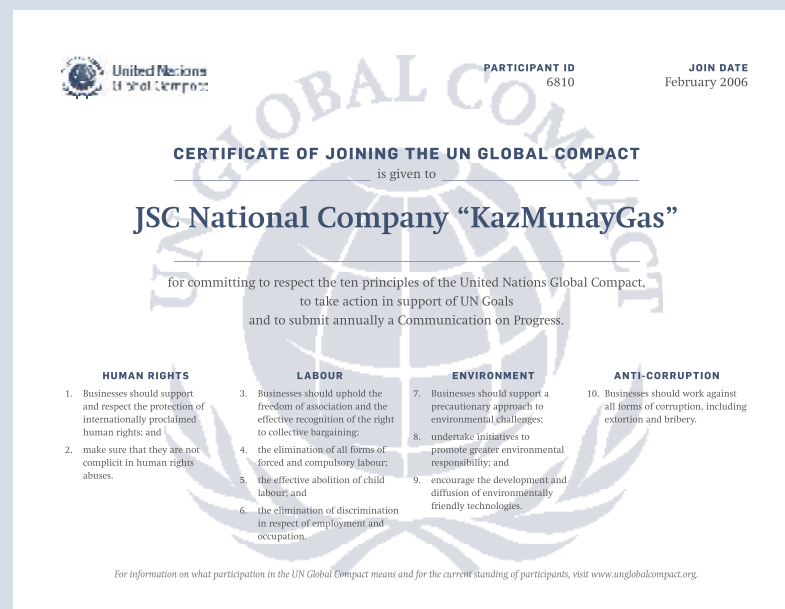 United Nations
Global Compact
PARTICIPANT ID
6810
JOIN DATE
February 2006
UN GLOBAL COMPACT
CERTIFICATE OF JOINING THE UN GLOBAL COMPACT
is given to
JSC National Company “KazMunayGas”
for committing to respect the ten principles of the United Nations Global Compact,
to take action in support of UN Goals
and to submit annually a Communication on Progress.
HUMAN RIGHTS
1. Businesses should support
and respect the protection of
internationally proclaimed
human rights; and
2. make sure that they are not
complicit in human rights
abuses.
LABOUR
3. Businesses should uphold the
freedom of association and the
effective recognition of the right
to collective bargaining;
4. the elimination of all forms of
forced and compulsory labour;
5. the effective abolition of child
labour; and
6. the elimination of discrimination
in respect of employment and
occupation.
ENVIRONMENT
7. Businesses should support a
precautionary approach to
environmental challenges;
8. undertake initiatives to
promote greater environmental
responsibility; and
9. encourage the development and
diffusion of environmentally
friendly technologies.
ANTI-CORRUPTION
10. Businesses should work against
all forms of corruption, including
extortion and bribery.
For information on what participation in the UN Global Compact means and for the current standing of participants, visit www.unglobalcompact.org.